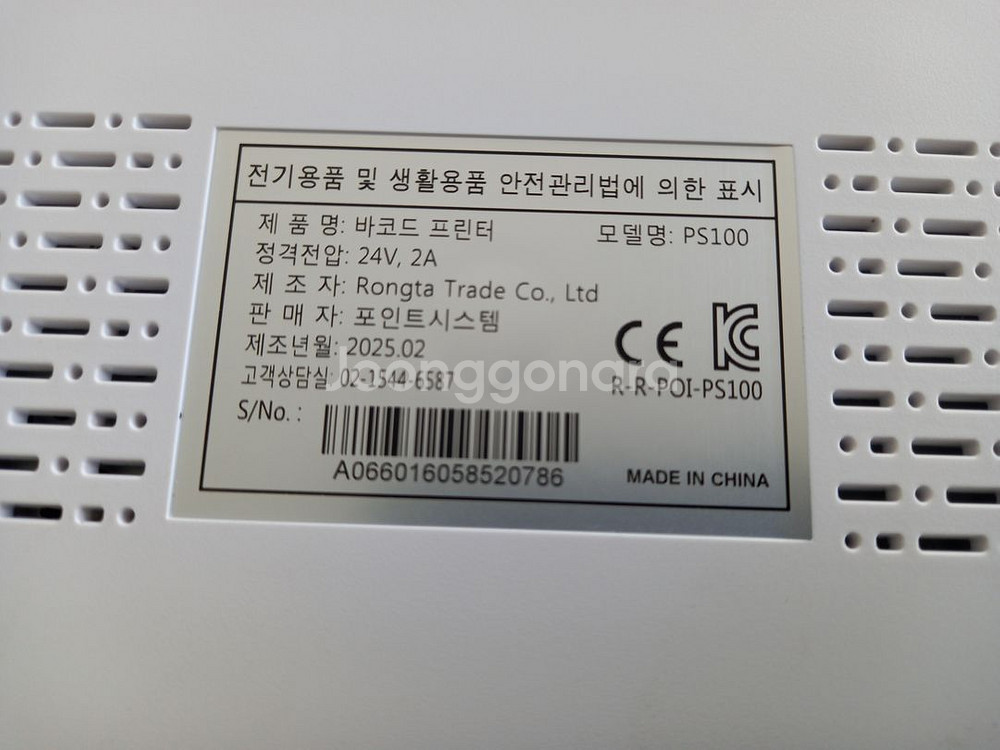 전기용품 및 생활용품 안전관리법에 의한 표시
제 품 명: 바코드 프린터 모델명: PS100
정격전압: 24V, 2A
제 조 자: Rongta Trade Co., Ltd
판 매 자: 포인트시스템
제조년월: 2025.02
고객상담실: 02-1544-6587
CE KC
R-R-POI-PS100
S/No. :
A066016058520786
MADE IN CHINA
Joonggonara